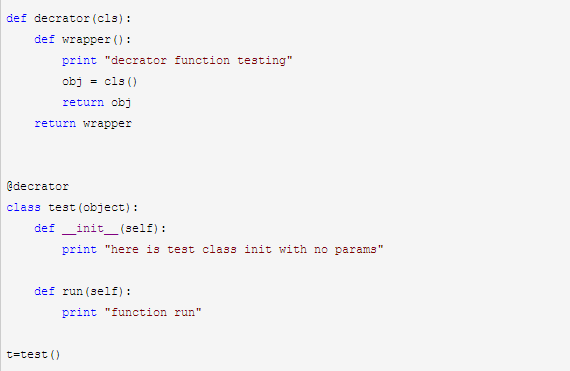 def decrator(cls):
    def wrapper():
        print "decrator function testing"
        obj = cls()
        return obj
    return wrapper
@decrator
class test(object):
    def __init__(self):
        print "here is test class init with no params"
    def run(self):
        print "function run"
t=test()